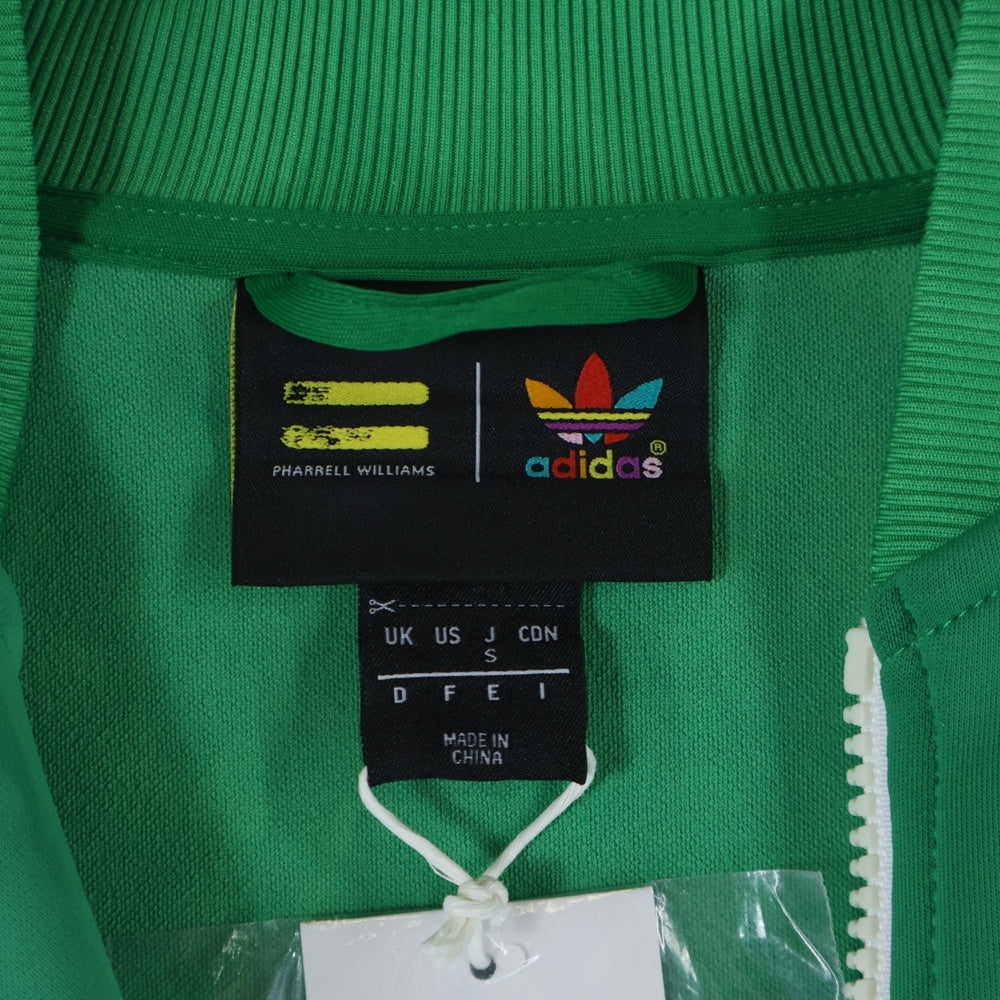 PHARRELL WILLIAMS
adidas®
UK US J CDN
S
D F E I
MADE IN
CHINA